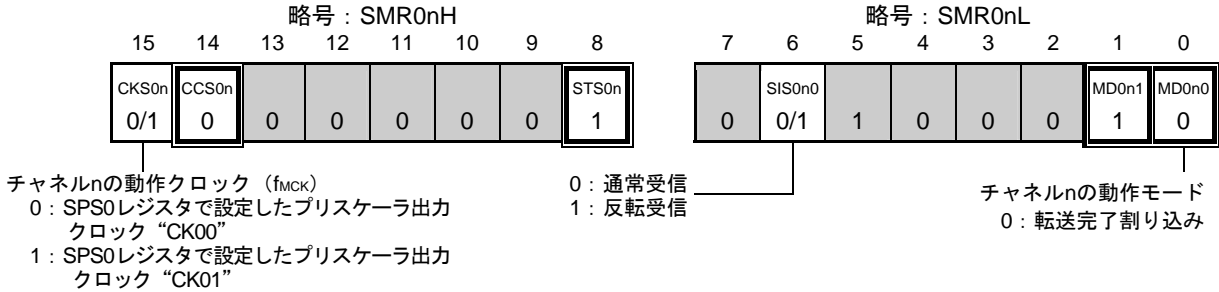 略号：SMR0nH 略号：SMR0nL
15 14 13 12 11 10 9 8 7 6 5 4 3 2 1 0
CKS0n CCS0n STS0n SIS0n0 MD0n1 MD0n0
0/1 0 0 0 0 0 0 1 0 0/1 1 0 0 0 1 0
チャネルnの動作クロック（fMCK）
0：SPS0レジスタで設定したプリスケーラ出力
クロック“CK00”
1：SPS0レジスタで設定したプリスケーラ出力
クロック“CK01”
0：通常受信
1：反転受信
チャネルnの動作モード
0：転送完了割り込み